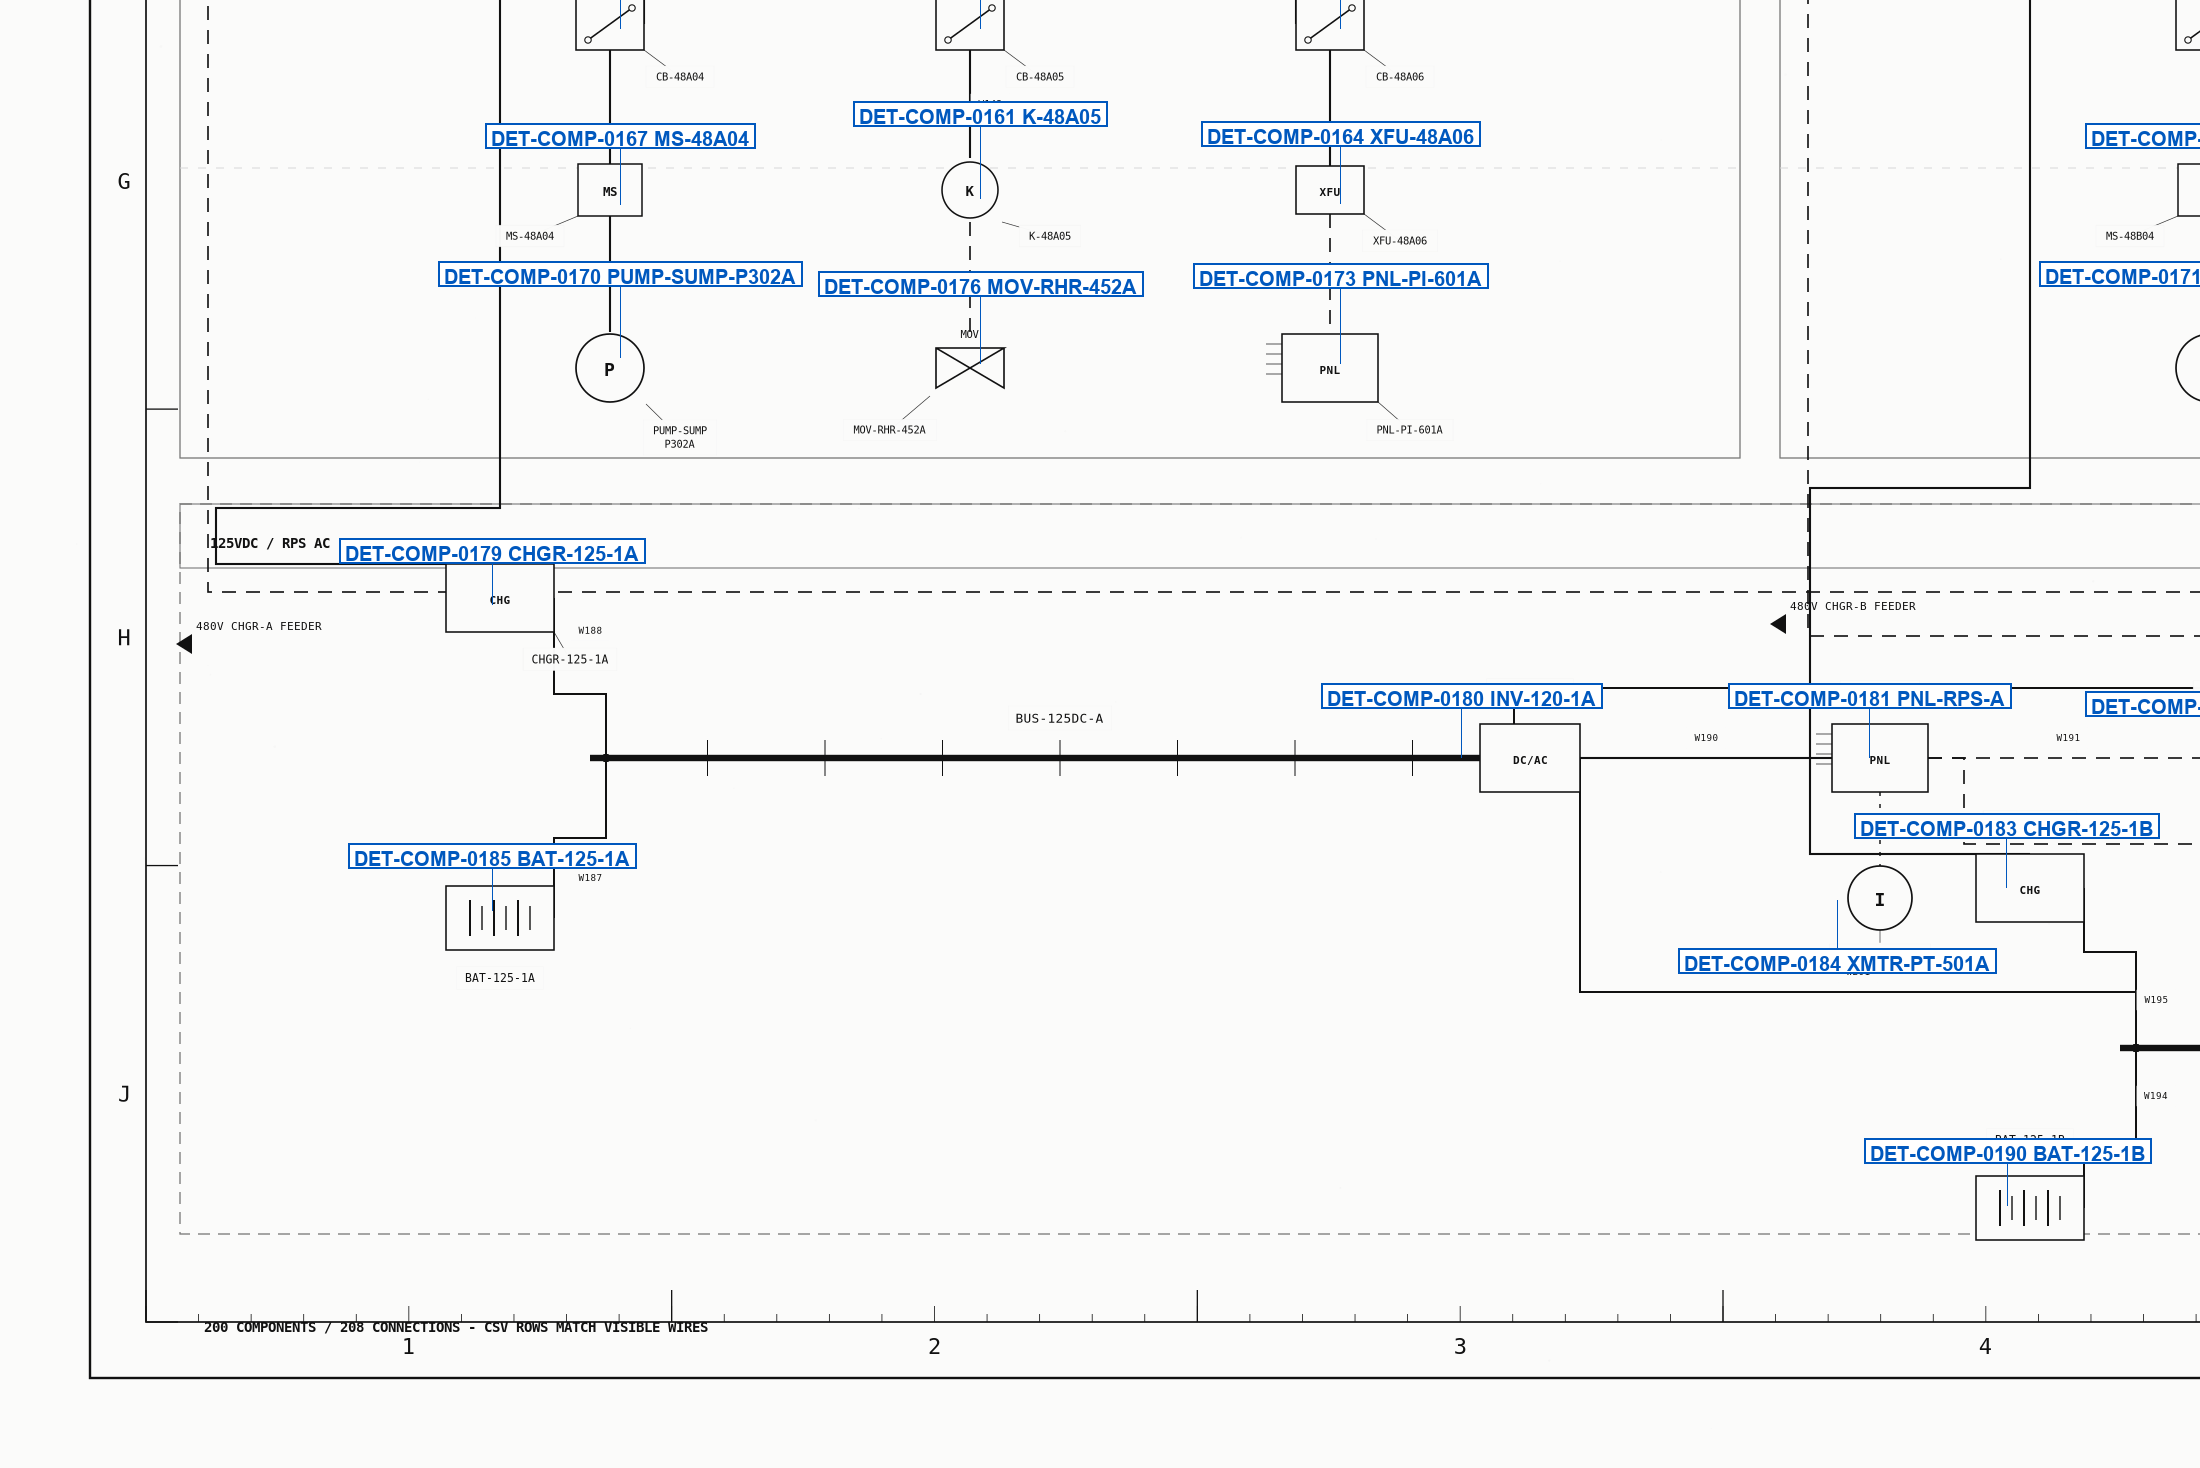 CB-48A04
CB-48A05
CB-48A06
DET-COMP-0167 MS-48A04
DET-COMP-0161 K-48A05
DET-COMP-0164 XFU-48A06
DET-COMP-
G
MS
K
XFU
MS-48A04
K-48A05
XFU-48A06
MS-48B04
DET-COMP-0170 PUMP-SUMP-P302A
DET-COMP-0176 MOV-RHR-452A
DET-COMP-0173 PNL-PI-601A
DET-COMP-0171
MOV
P
PNL
PUMP-SUMP
P302A
MOV-RHR-452A
PNL-PI-601A
125VDC / RPS AC
DET-COMP-0179 CHGR-125-1A
CHG
480V CHGR-A FEEDER
W188
480V CHGR-B FEEDER
H
CHGR-125-1A
DET-COMP-0180 INV-120-1A
DET-COMP-0181 PNL-RPS-A
DET-COMP-
BUS-125DC-A
W190
W191
DC/AC
PNL
DET-COMP-0183 CHGR-125-1B
DET-COMP-0185 BAT-125-1A
W187
CHG
I
DET-COMP-0184 XMTR-PT-501A
BAT-125-1A
W195
J
W194
DET-COMP-0190 BAT-125-1B
200 COMPONENTS / 208 CONNECTIONS - CSV ROWS MATCH VISIBLE WIRES
1
2
3
4